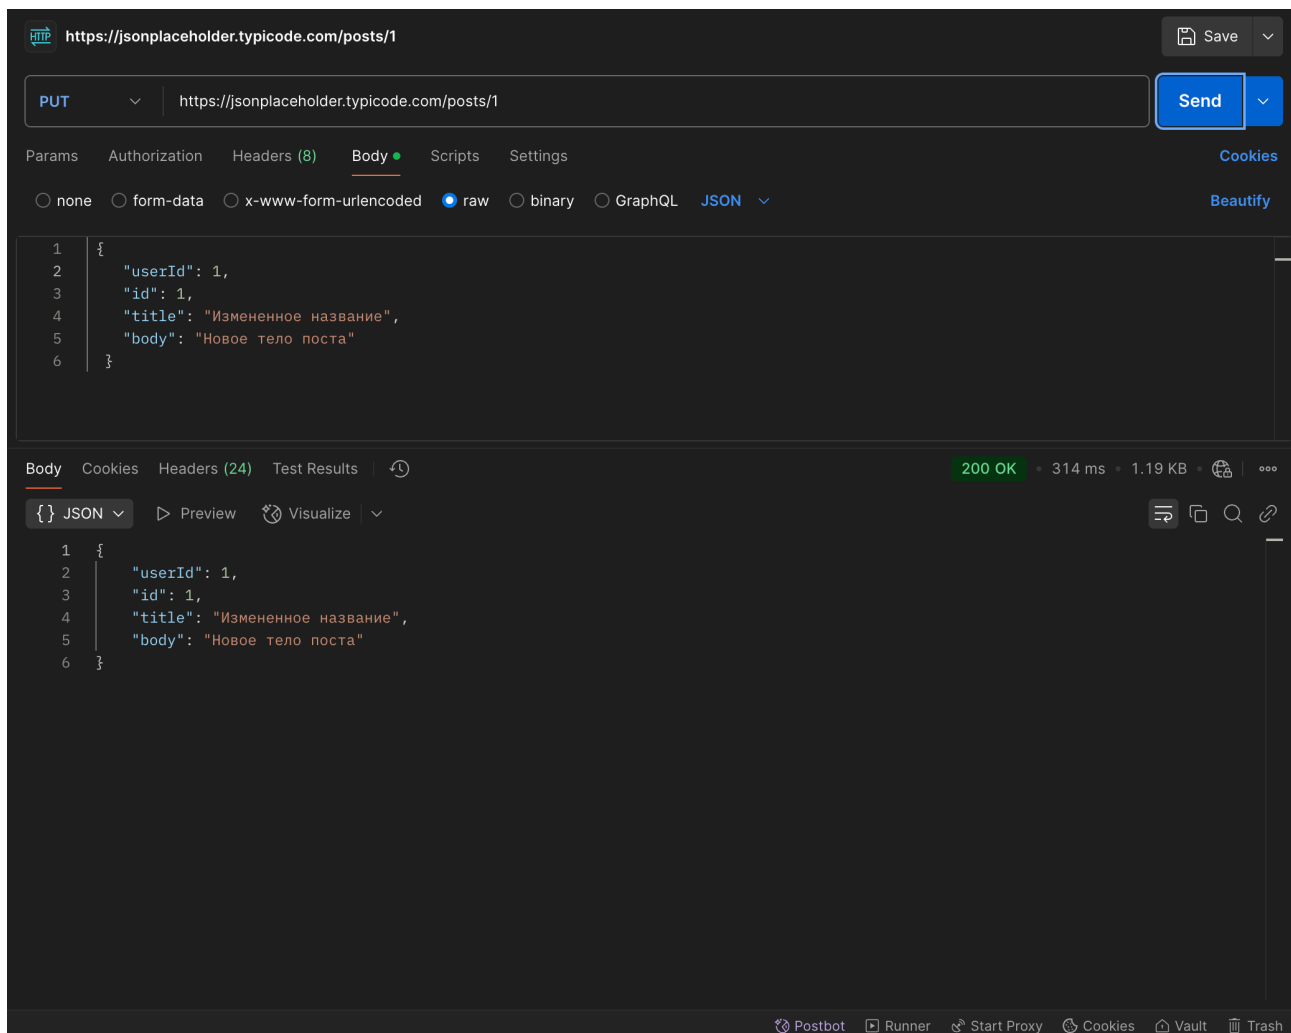 HTTP https://jsonplaceholder.typicode.com/posts/1 Save
PUT https://jsonplaceholder.typicode.com/posts/1 Send
Params Authorization Headers (8) Body Scripts Settings Cookies
none form-data x-www-form-urlencoded raw binary GraphQL JSON Beautify
1 {
2 "userId": 1,
3 "id": 1,
4 "title": "Измененное название",
5 "body": "Новое тело поста"
6 }
Body Cookies Headers (24) Test Results 200 OK 314 ms 1.19 KB
{} JSON Preview Visualize
1 {
2 "userId": 1,
3 "id": 1,
4 "title": "Измененное название",
5 "body": "Новое тело поста"
6 }
Postbot Runner Start Proxy Cookies Vault Trash